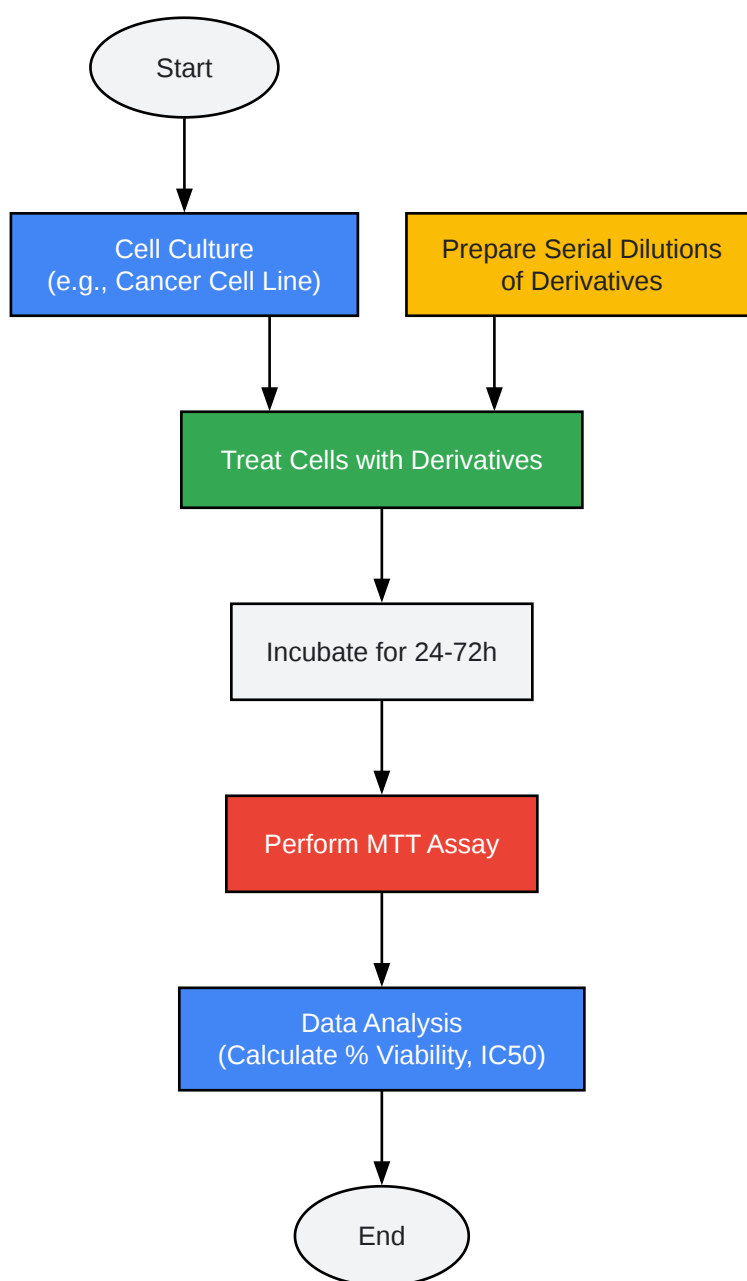 Start
Cell Culture
(e.g., Cancer Cell Line)
Prepare Serial Dilutions
of Derivatives
Treat Cells with Derivatives
Incubate for 24-72h
Perform MTT Assay
Data Analysis
(Calculate % Viability, IC50)
End